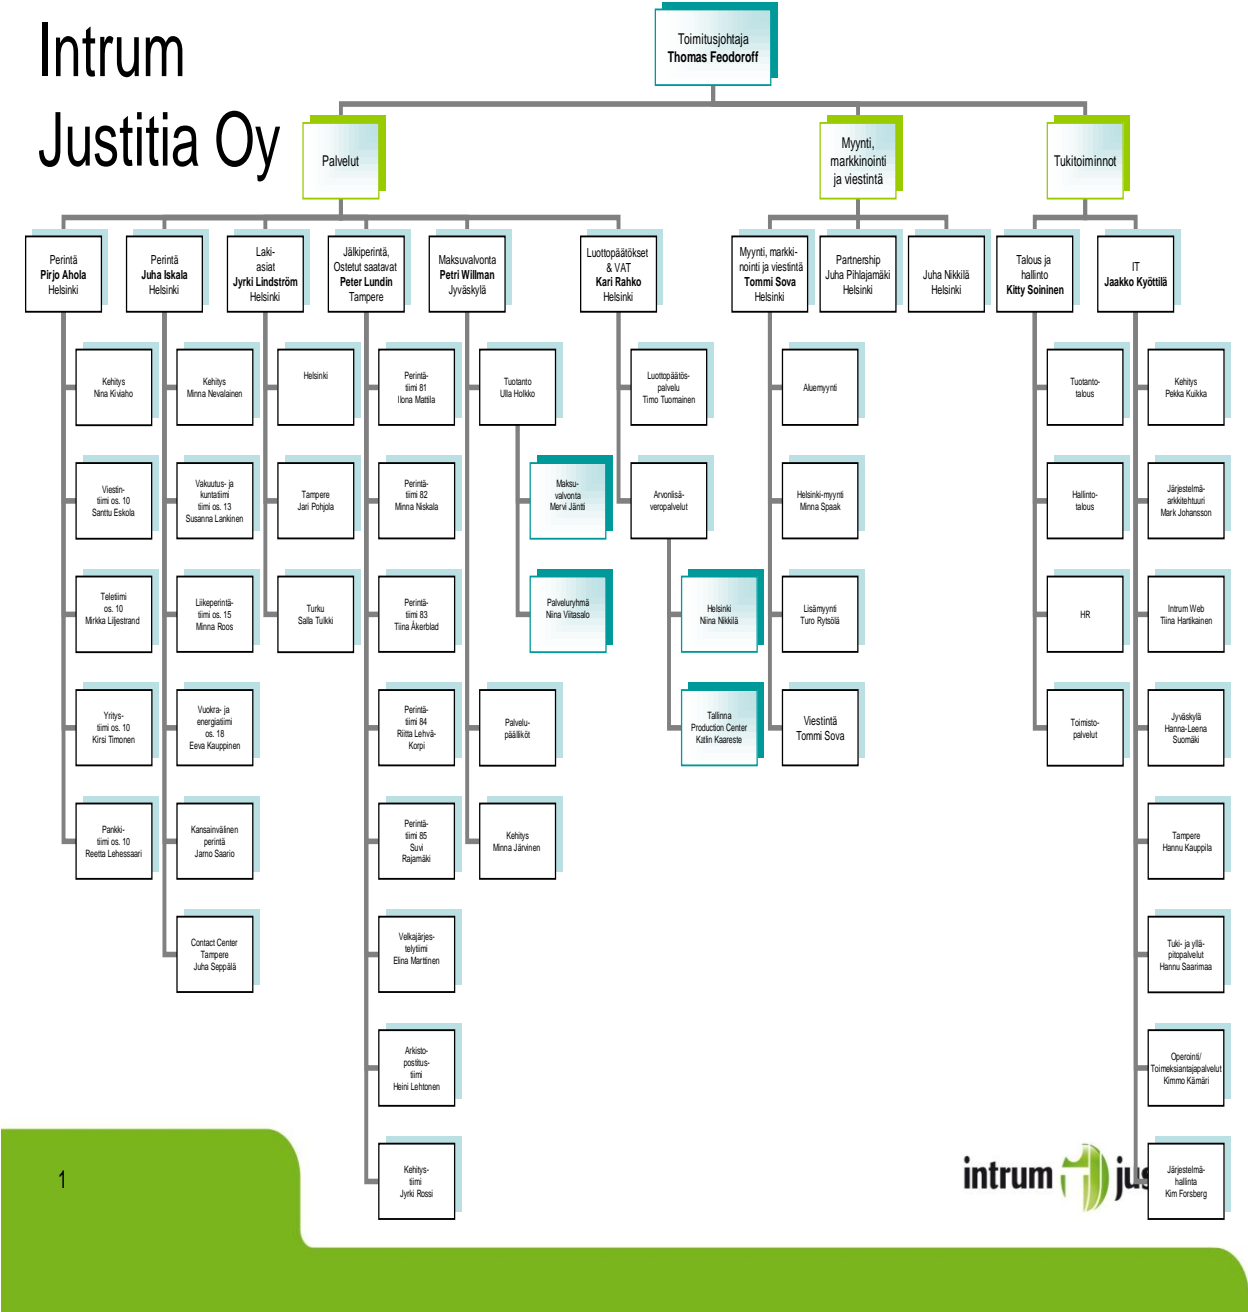 Intrum
Justitia Oy
Toimitusjohtaja
Thomas Feodoroff
Palvelut
Myynti,
markkinointi
ja viestintä
Tukitoiminnot
Perintä
Pirjo Ahola
Helsinki
Perintä
Juha Iskala
Helsinki
Laki-
asiat
Jyrki Lindström
Helsinki
Jälkiperintä,
Ostetut saatavat
Peter Lundin
Tampere
Maksuvalvonta
Petri Willman
Jyväskylä
Luottopäätökset
& VAT
Kari Rahko
Helsinki
Myynti, markki-
nointi ja viestintä
Tommi Sova
Helsinki
Partnership
Juha Pihlajamäki
Helsinki
Juha Nikkilä
Helsinki
Talous ja
hallinto
Kitty Soininen
IT
Jaakko Kyöttilä
Kehitys
Nina Kiviaho
Kehitys
Minna Nevalainen
Helsinki
Perintä-
tiimi 81
Ilona Mattila
Tuotanto
Ulla Holkko
Luottopäätös-
palvelu
Timo Tuomainen
Aluemyynti
Tuotanto-
talous
Kehitys
Pekka Kuikka
Viestin-
tiimi os. 10
Santtu Eskola
Vakuutus- ja
kuntatiimi
tiimi os. 13
Susanna Lankinen
Tampere
Jari Pohjola
Perintä-
tiimi 82
Minna Niskala
Maksu-
valvonta
Mervi Jäntti
Arvonlisä-
veropalvelut
Helsinki-myynti
Minna Spaak
Hallinto-
talous
Järjestelmä-
arkkitehtuuri
Mark Johansson
Teletiimi
os. 10
Mirkka Liljestrand
Liikeperintä-
tiimi os. 15
Minna Roos
Turku
Salla Tulkki
Perintä-
tiimi 83
Tiina Åkerblad
Palveluryhmä
Niina Viitasalo
Helsinki
Niina Nikkilä
Lisämyynti
Turo Rytsölä
HR
Intrum Web
Tiina Hartikainen
Yritys-
tiimi os. 10
Kirsi Timonen
Vuokra- ja
energiatiimi
os. 18
Eeva Kauppinen
Perintä-
tiimi 84
Riitta Lehvä-
Korpi
Palvelu-
päälliköt
Tallinna
Production Center
Katlin Kaareste
Viestintä
Tommi Sova
Toimisto-
palvelut
Jyväskylä
Hanna-Leena
Suomäki
Pankki-
tiimi os. 10
Reetta Lehessaari
Kansainvälinen
perintä
Jarno Saario
Perintä-
tiimi 85
Suvi
Rajamäki
Kehitys
Minna Järvinen
Tampere
Hannu Kauppila
Contact Center
Tampere
Juha Seppälä
Velkajärjes-
telytiimi
Elina Marttinen
Tuki- ja yllä-
pitopalvelut
Hannu Saarimaa
Arkisto-
postitus-
tiimi
Heini Lehtonen
Operointi/
Toimeksiantajapalvelut
Kimmo Kämäri
Kehitys-
tiimi
Jyrki Rossi
Järjestelmä-
hallinta
Kim Forsberg
1
intrum jus